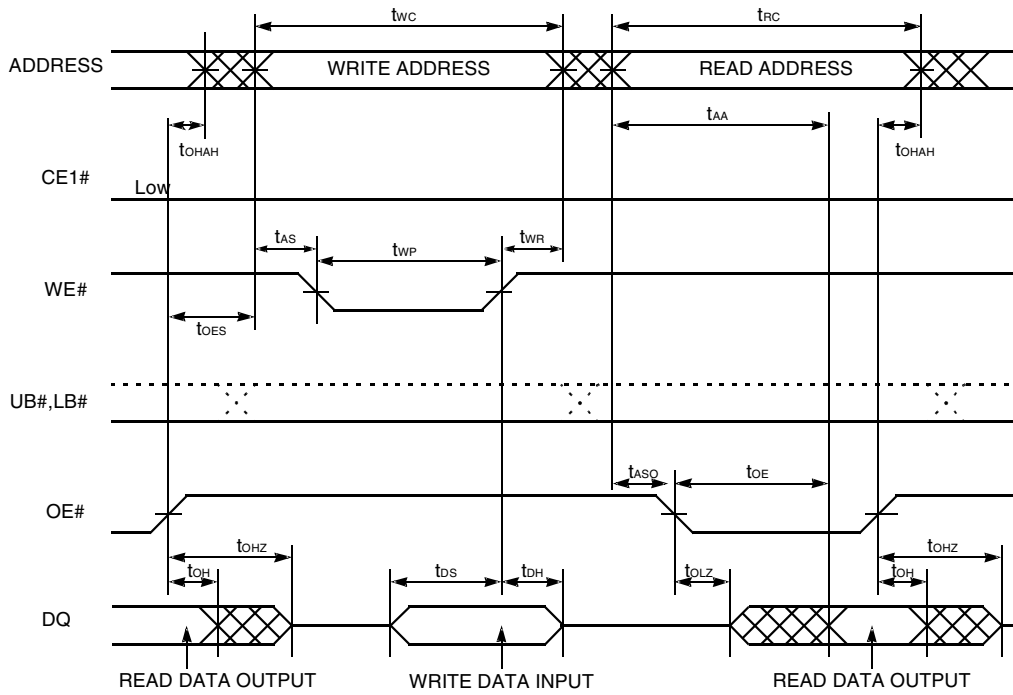 tWC
tRC
ADDRESS
WRITE ADDRESS
READ ADDRESS
tOHAH
tAA
tOHAH
CE1#
Low
tAS
tWP
tWR
WE#
tOES
UB#,LB#
tASO
tOE
OE#
tOHZ
tOHZ
tOH
tDS
tDH
tOLZ
tOH
DQ
READ DATA OUTPUT
WRITE DATA INPUT
READ DATA OUTPUT